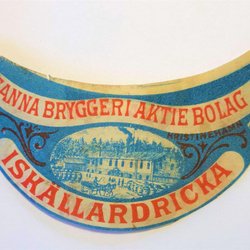 ANNA BRYGGERI AKTIE BOLAG
KRISTINEHAMN
ISKÄLLARDRICKA